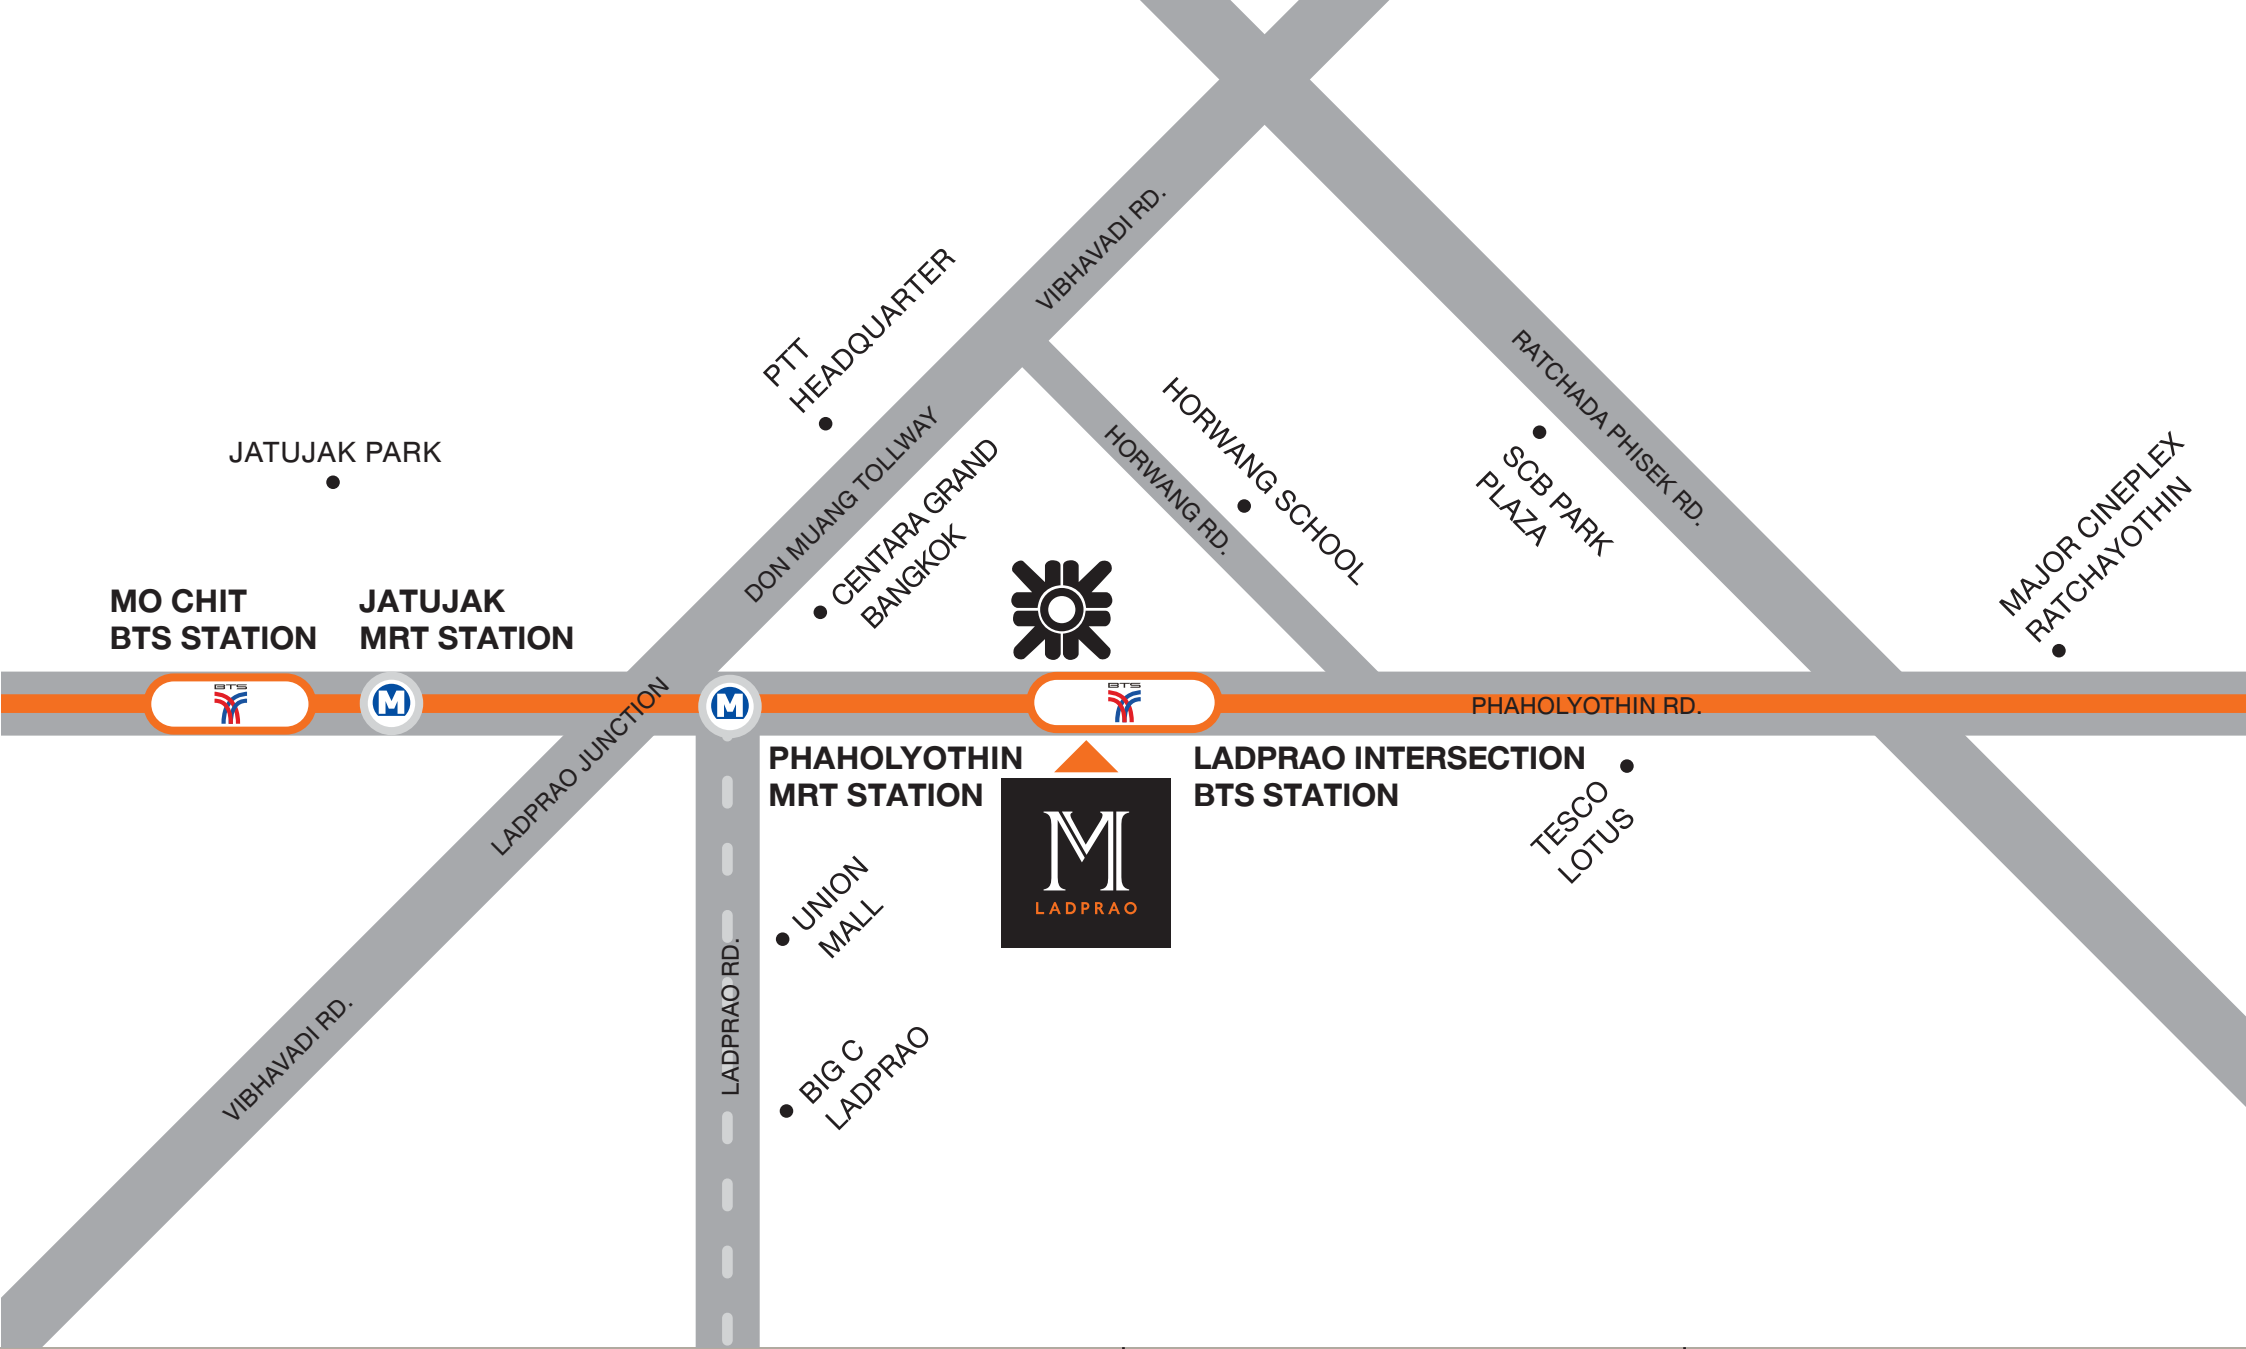 VIBHAVADI RD.
PTT
HEADQUARTER
RATCHADA PHISEK RD.
HORWANG SCHOOL
HORWANG RD.
DON MUANG TOLLWAY
JATUJAK PARK
CENTARA GRAND
BANGKOK
SCB PARK
PLAZA
MAJOR CINEPLEX
RATCHAYOTHIN
MO CHIT
BTS STATION
JATUJAK
MRT STATION
BTS
M
M
BTS
PHAHOLYOTHIN RD.
LADPRAO JUNCTION
PHAHOLYOTHIN
MRT STATION
LADPRAO INTERSECTION
BTS STATION
TESCO
LOTUS
M
LADPRAO
UNION
MALL
LADPRAO RD.
VIBHAVADI RD.
BIG C
LADPRAO